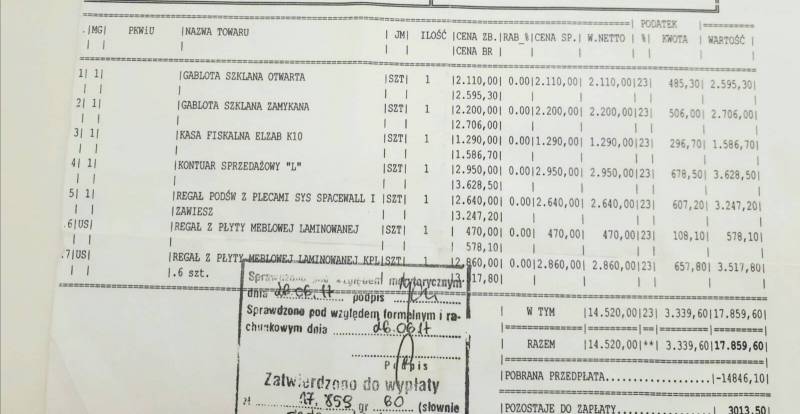 PODATEK
.|MG| PKWiU |NAZWA TOWARU | JM| ILOŚĆ |CENA ZB.|RAB_%|CENA SP.| W.NETTO | %| KWOTA | WARTOŚĆ |
|CENA BR |
1| 1| |GABLOTA SZKLANA OTWARTA |SZT| 1 |2.110,00| 0.00|2.110,00| 2.110,00|23| 485,30| 2.595,30|
|2.595,30|
2| 1| |GABLOTA SZKLANA ZAMYKANA |SZT| 1 |2.200,00| 0.00|2.200,00| 2.200,00|23| 506,00| 2.706,00|
|2.706,00|
3| 1| |KASA FISKALNA ELZAB K10 |SZT| 1 |1.290,00| 0.00|1.290,00| 1.290,00|23| 296,70| 1.586,70|
|1.586,70|
4| 1| |KONTUAR SPRZEDAŻOWY "L" |SZT| 1 |2.950,00| 0.00|2.950,00| 2.950,00|23| 678,50| 3.628,50|
|3.628,50|
5| 1| |REGAŁ PODŚW Z PLECAMI SYS SPACEWALL I |SZT| 1 |2.640,00| 0.00|2.640,00| 2.640,00|23| 607,20| 3.247,20|
|ZAWIESZ |3.247,20|
.6|US| |REGAŁ Z PŁYTY MEBLOWEJ LAMINOWANEJ |SZT| 1 | 470,00| 0.00| 470,00| 470,00|23| 108,10| 578,10|
| 578,10|
.7|US| |REGAŁ Z PŁYTY MEBLOWEJ LAMINOWANEJ KPL|SZT| 1 |2.860,00| 0.00|2.860,00| 2.860,00|23| 657,80| 3.517,80|
|.6 szt. 517,80|
Sprawdzono pod względem merytorycznym
dnia 26.06.17 podpis
Sprawdzono pod względem formalnym i ra-
chunkowym dnia 26.0617
Podpis
Zatwierdzono do wypłaty
zł 17.859 gr 60 (słownie
W TYM |14.520,00|23| 3.339,60|17.859,60|
RAZEM |14.520,00|**| 3.339,60|17.859,60|
|POBRANA PRZEDPŁATA..............|-14846,10|
|POZOSTAJE DO ZAPŁATY............| 3013.50|